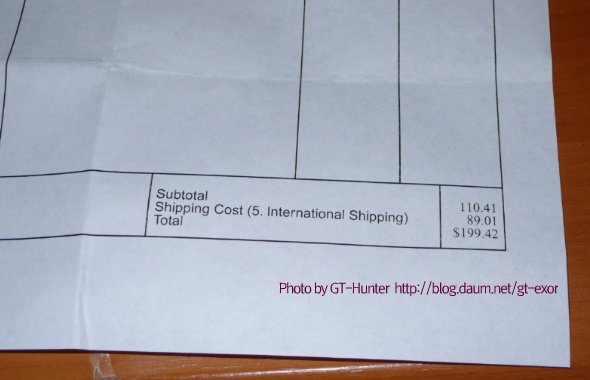 Subtotal 110.41
Shipping Cost (5. International Shipping) 89.01
Total $199.42
Photo by GT-Hunter http://blog.daum.net/gt-exor